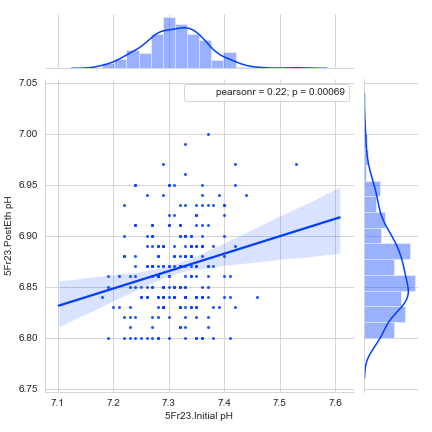 7.05
pearsonr = 0.22; p = 0.00069
7.00
6.95
6.90
6.85
6.80
6.75
5Fr23.PostEth pH
7.1 7.2 7.3 7.4 7.5 7.6
5Fr23.Initial pH